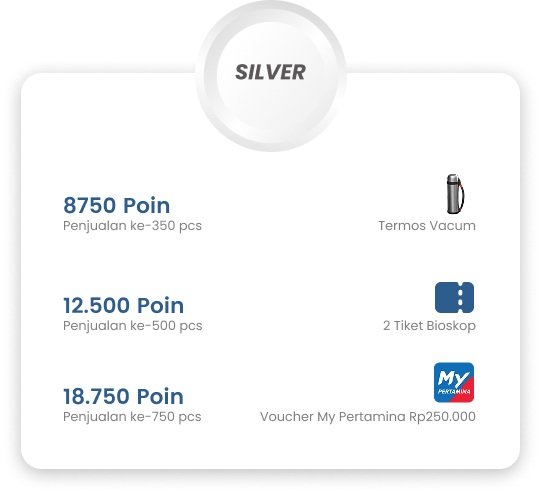 SILVER
8750 Poin
Penjualan ke-350 pcs
Termos Vacum
12.500 Poin
Penjualan ke-500 pcs
2 Tiket Bioskop
My
PERTAMINA
18.750 Poin
Penjualan ke-750 pcs
Voucher My Pertamina Rp250.000